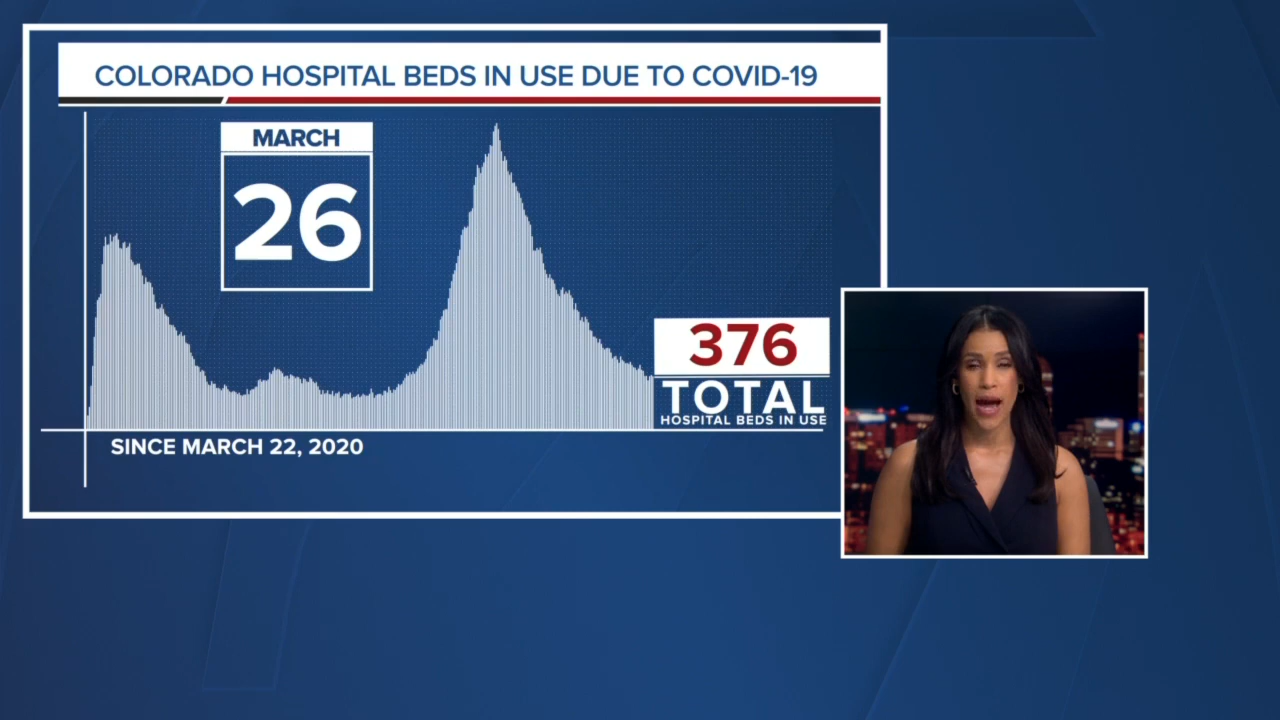 COLORADO HOSPITAL BEDS IN USE DUE TO COVID-19
MARCH
26
376
TOTAL
HOSPITAL BEDS IN USE
SINCE MARCH 22, 2020